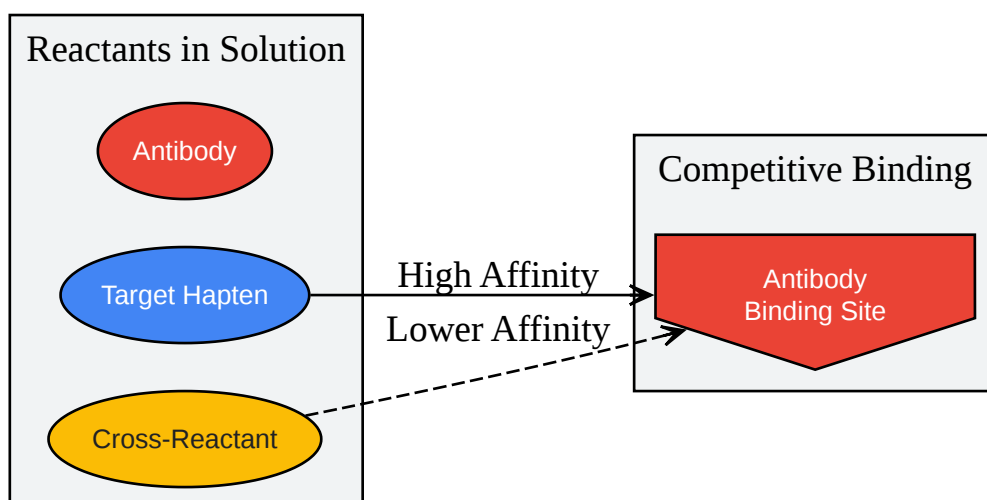 Reactants in Solution
Antibody
Target Hapten
Cross-Reactant
High Affinity
Lower Affinity
Competitive Binding
Antibody
Binding Site